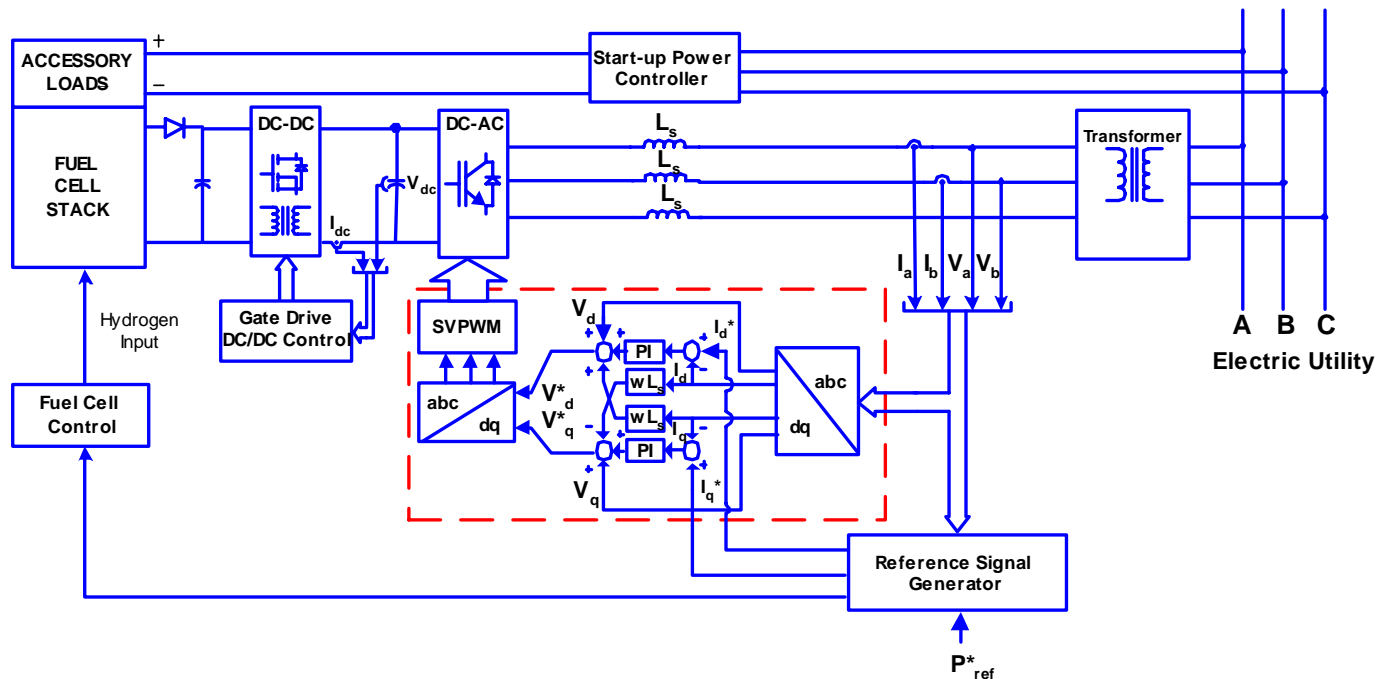 +
ACCESSORY
LOADS
−
Start-up Power
Controller
FUEL
CELL
STACK
DC-DC
V_dc
I_dc
DC-AC
L_s
L_s
L_s
Transformer
I_a I_b V_a V_b
A B C
Electric Utility
Hydrogen
Input
Gate Drive
DC/DC Control
Fuel Cell
Control
SVPWM
abc
dq
V*_d
V*_q
V_d
+ + +
PI
I_d*
+
-
I_d
wL_s
+
-
wL_s
I_q
-
-
+
+
PI
+
+
V_q
I_q*
abc
dq
Reference Signal
Generator
P*_ref